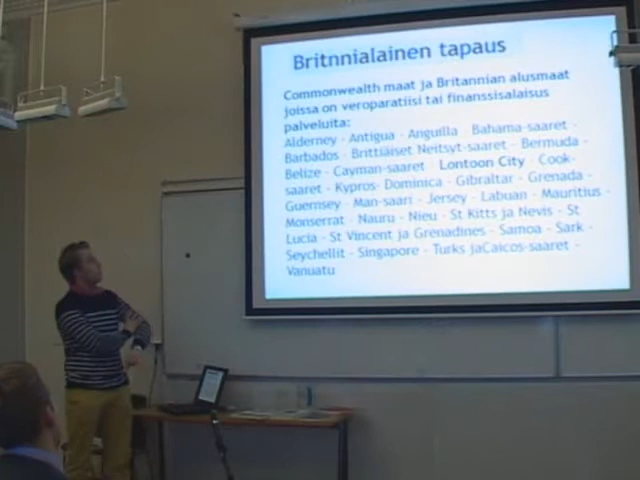 Britnnialainen tapaus
Commonwealth maat ja Britannian alusmaat
joissa on veroparatiisi tai finanssisalaisus
palveluita:
Alderney - Antigua - Anguilla - Bahama-saaret -
Barbados - Brittiäiset Neitsyt-saaret - Bermuda -
Belize - Cayman-saaret - Lontoon City - Cook-
saaret - Kypros- Dominica - Gibraltar - Grenada -
Guernsey - Man-saari - Jersey - Labuan - Mauritius -
Monserrat - Nauru - Nieu - St Kitts ja Nevis - St
Lucia - St Vincent ja Grenadines - Samoa - Sark -
Seychellit - Singapore - Turks jaCaicos-saaret -
Vanuatu